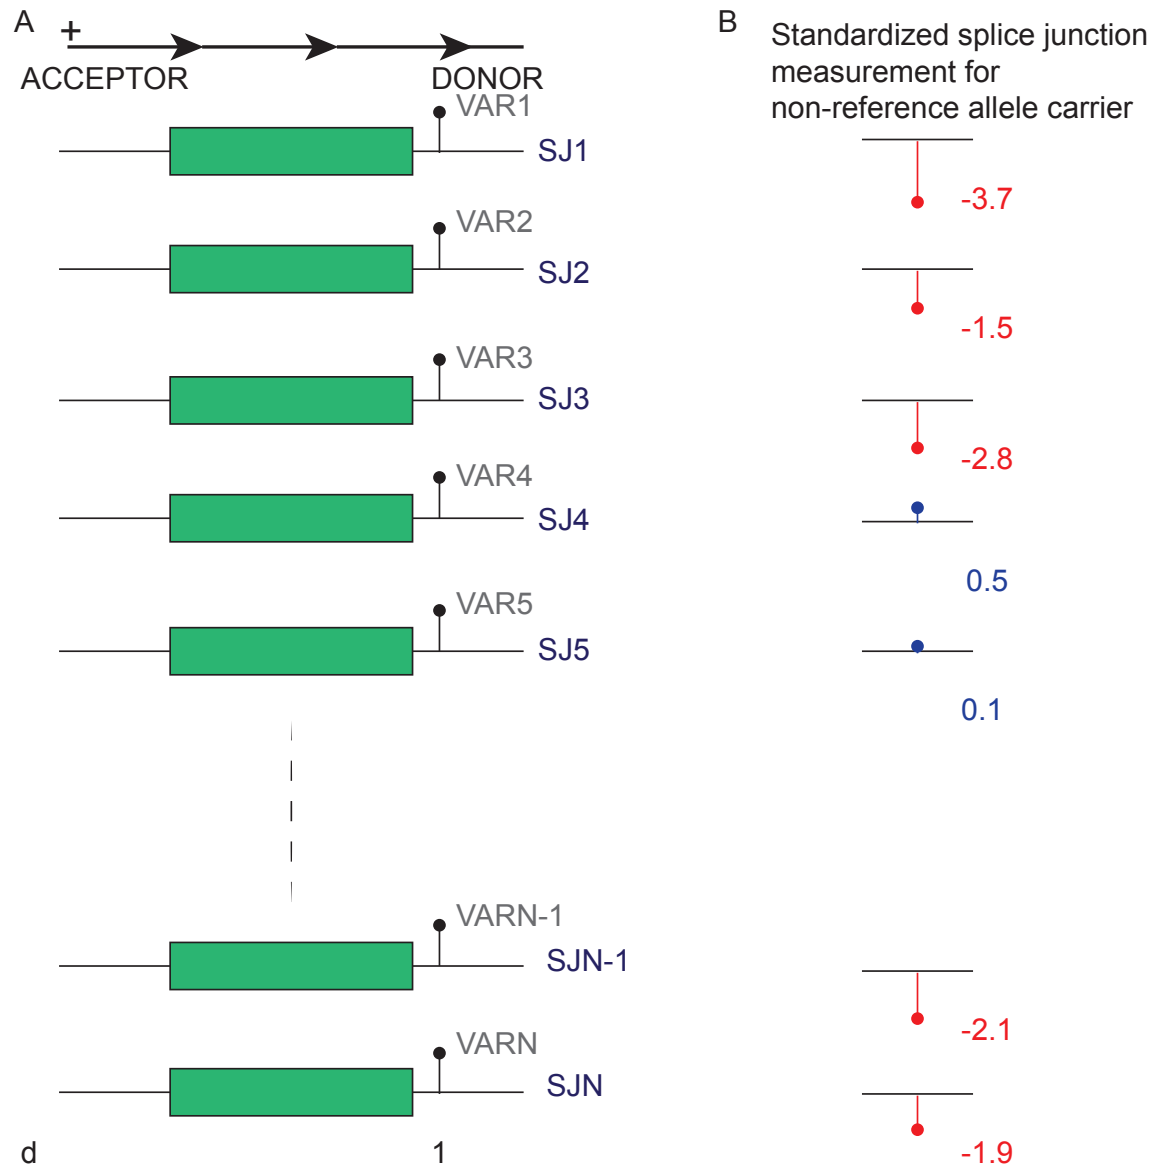 A
+
ACCEPTOR
DONOR
VAR1
SJ1
VAR2
SJ2
VAR3
SJ3
VAR4
SJ4
VAR5
SJ5
VARN-1
SJN-1
VARN
SJN
d
1
B
Standardized splice junction
measurement for
non-reference allele carrier
-3.7
-1.5
-2.8
0.5
0.1
-2.1
-1.9